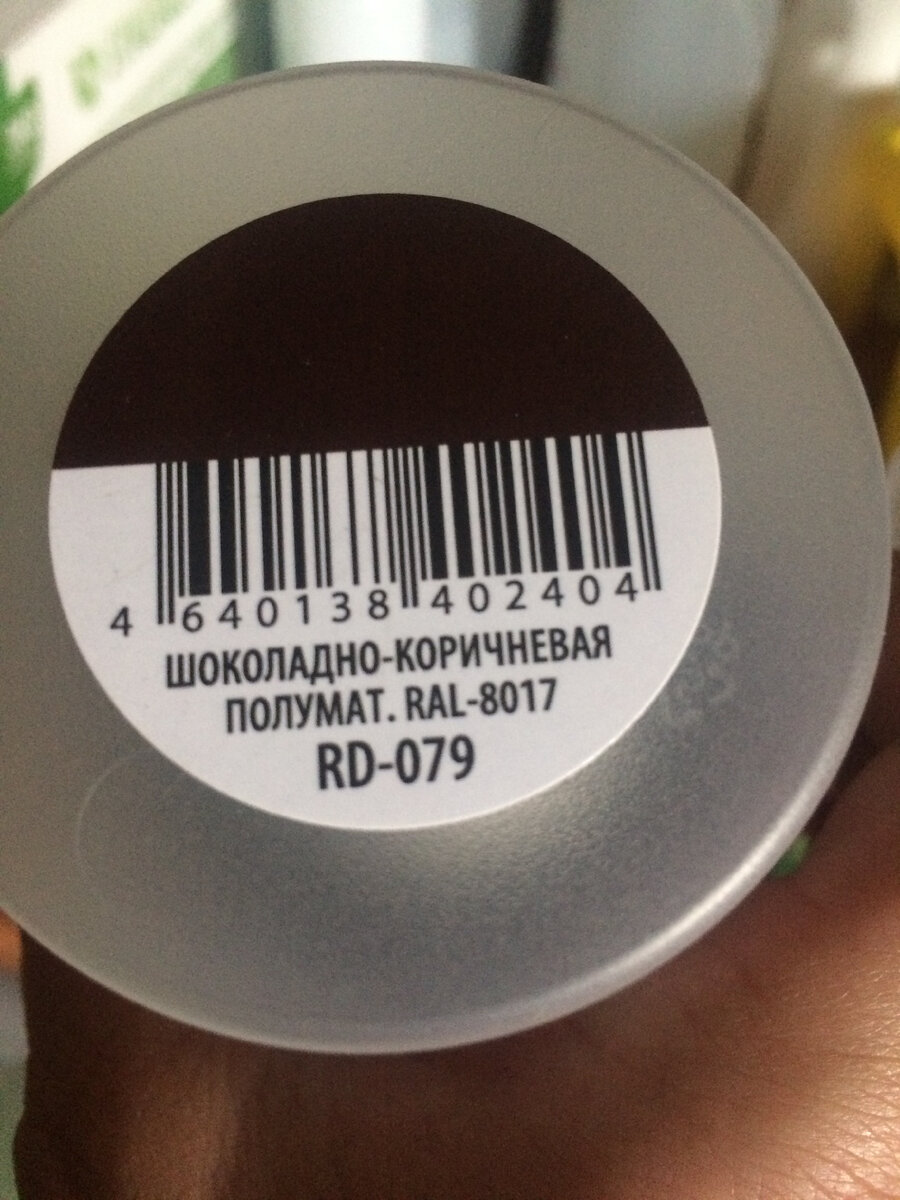 4 640138 402404
ШОКОЛАДНО-КОРИЧНЕВАЯ
ПОЛУМАТ. RAL-8017
RD-079